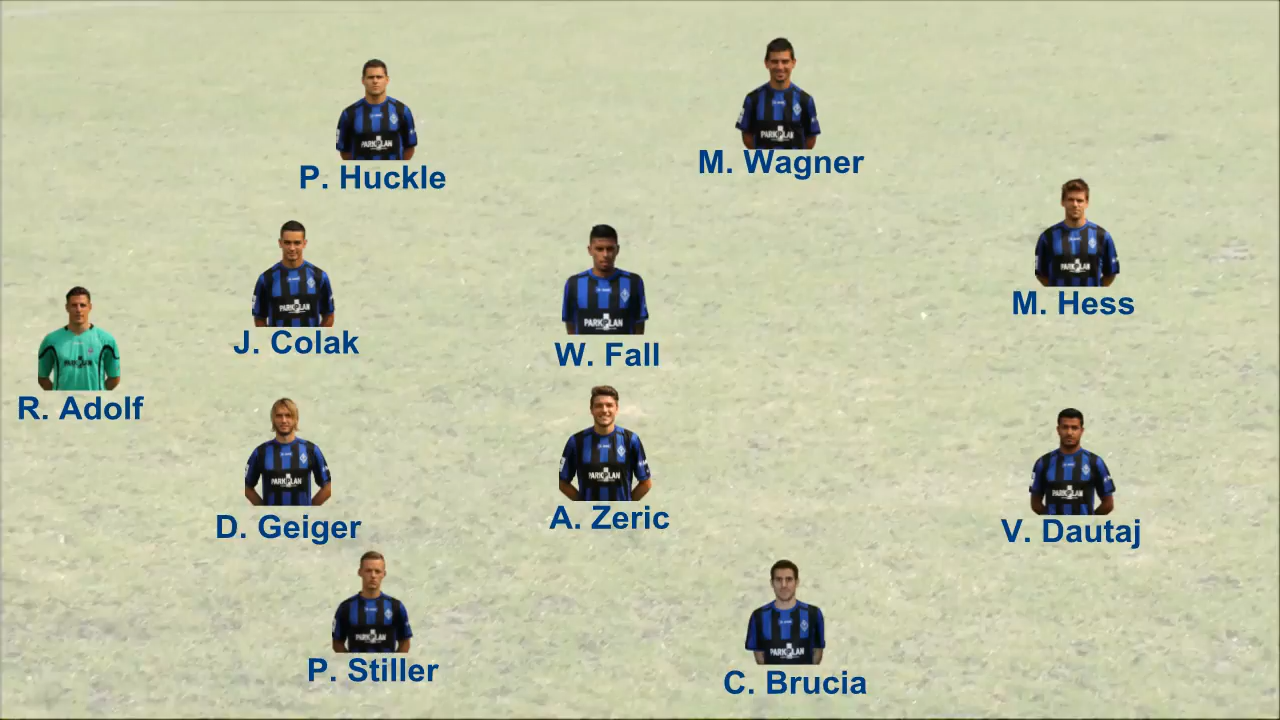 M. Wagner
P. Huckle
M. Hess
J. Colak
W. Fall
R. Adolf
A. Zeric
D. Geiger
V. Dautaj
P. Stiller
C. Brucia